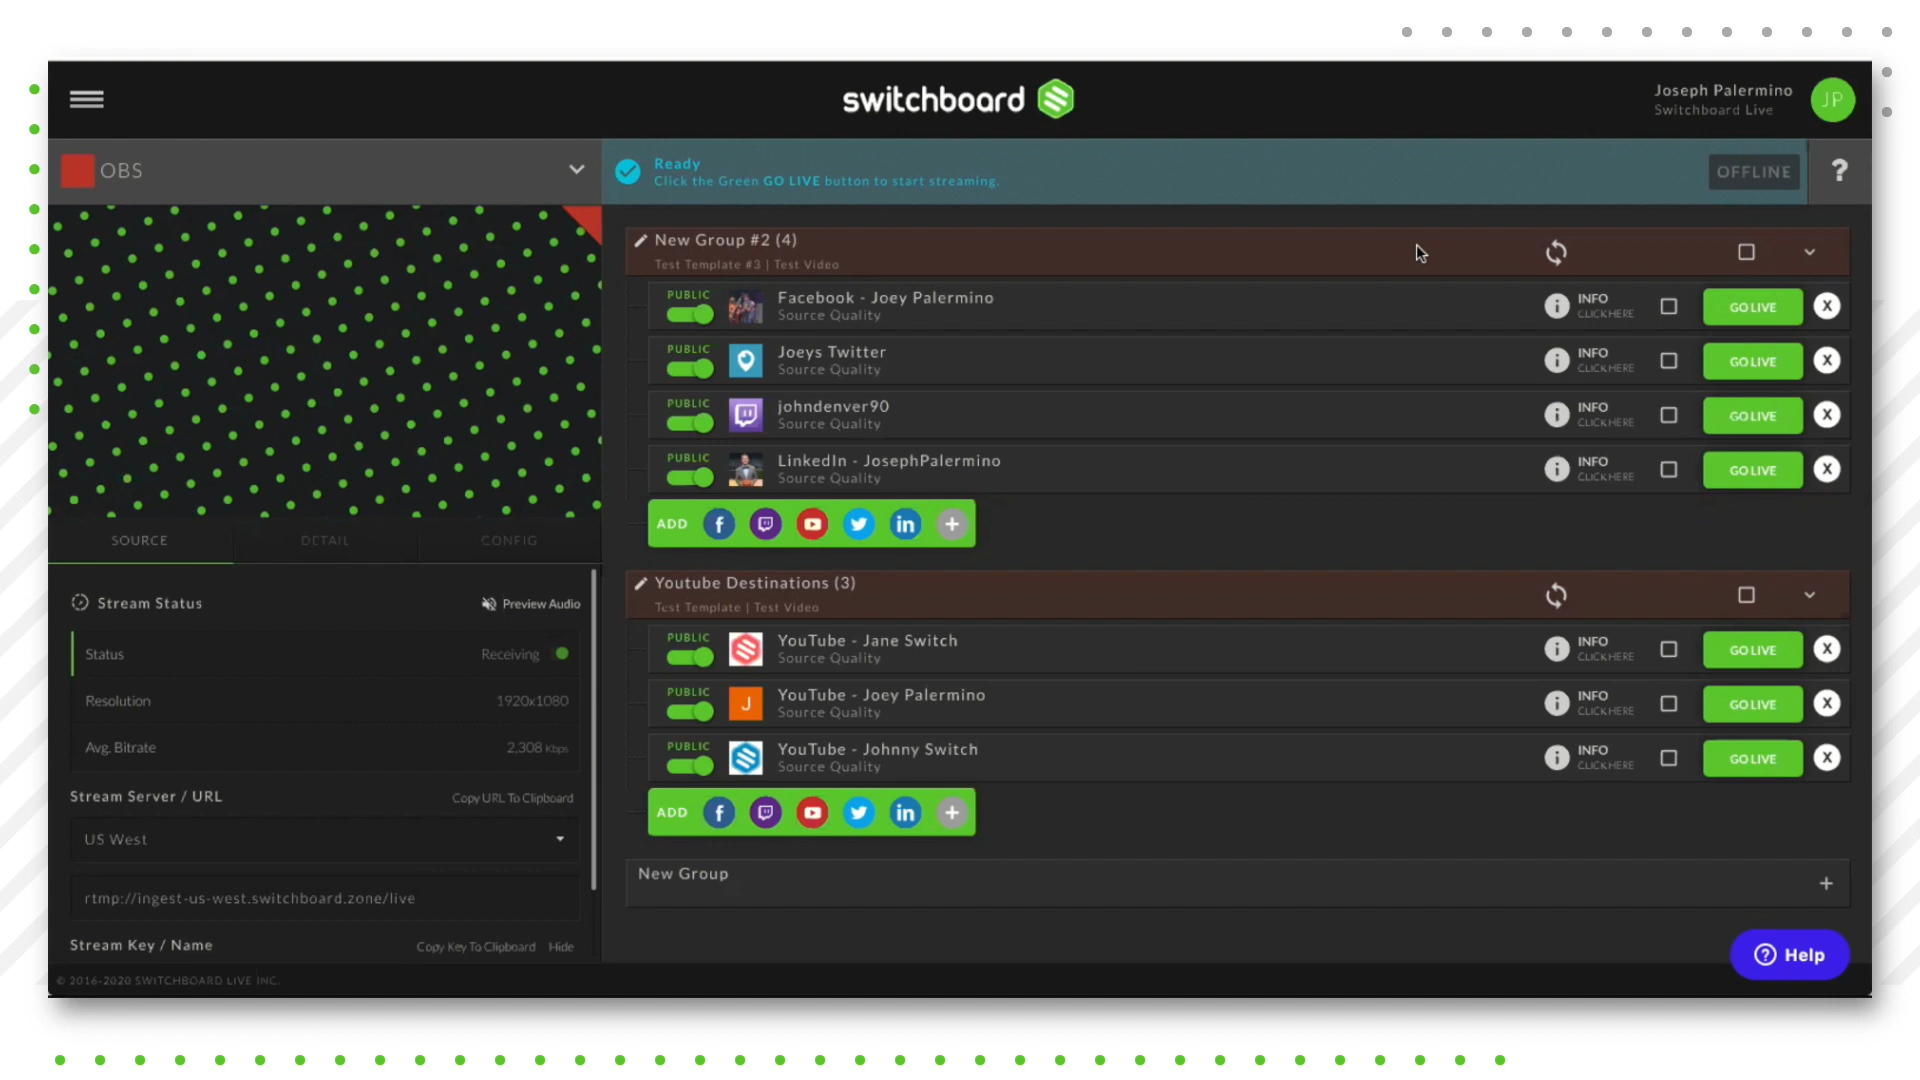 switchboard
Joseph Palermino
Switchboard Live
JP
OBS
Ready
Click the Green GO LIVE button to start streaming.
OFFLINE
?
New Group #2 (4)
Test Template #3 | Test Video
PUBLIC
Facebook - Joey Palermino
Source Quality
INFO
CLICK HERE
GO LIVE
X
PUBLIC
Joeys Twitter
Source Quality
INFO
CLICK HERE
GO LIVE
X
PUBLIC
johndenver90
Source Quality
INFO
CLICK HERE
GO LIVE
X
PUBLIC
LinkedIn - JosephPalermino
Source Quality
INFO
CLICK HERE
GO LIVE
X
ADD
Youtube Destinations (3)
Test Template | Test Video
PUBLIC
YouTube - Jane Switch
Source Quality
INFO
CLICK HERE
GO LIVE
X
PUBLIC
J
YouTube - Joey Palermino
Source Quality
INFO
CLICK HERE
GO LIVE
X
PUBLIC
YouTube - Johnny Switch
Source Quality
INFO
CLICK HERE
GO LIVE
X
ADD
New Group
+
SOURCE DETAIL CONFIG
Stream Status Preview Audio
Status Receiving
Resolution 1920x1080
Avg. Bitrate 2,308 Kbps
Stream Server / URL Copy URL To Clipboard
US West
rtmp://ingest-us-west.switchboard.zone/live
Stream Key / Name Copy Key To Clipboard Hide
Help
© 2016-2020 SWITCHBOARD LIVE INC.